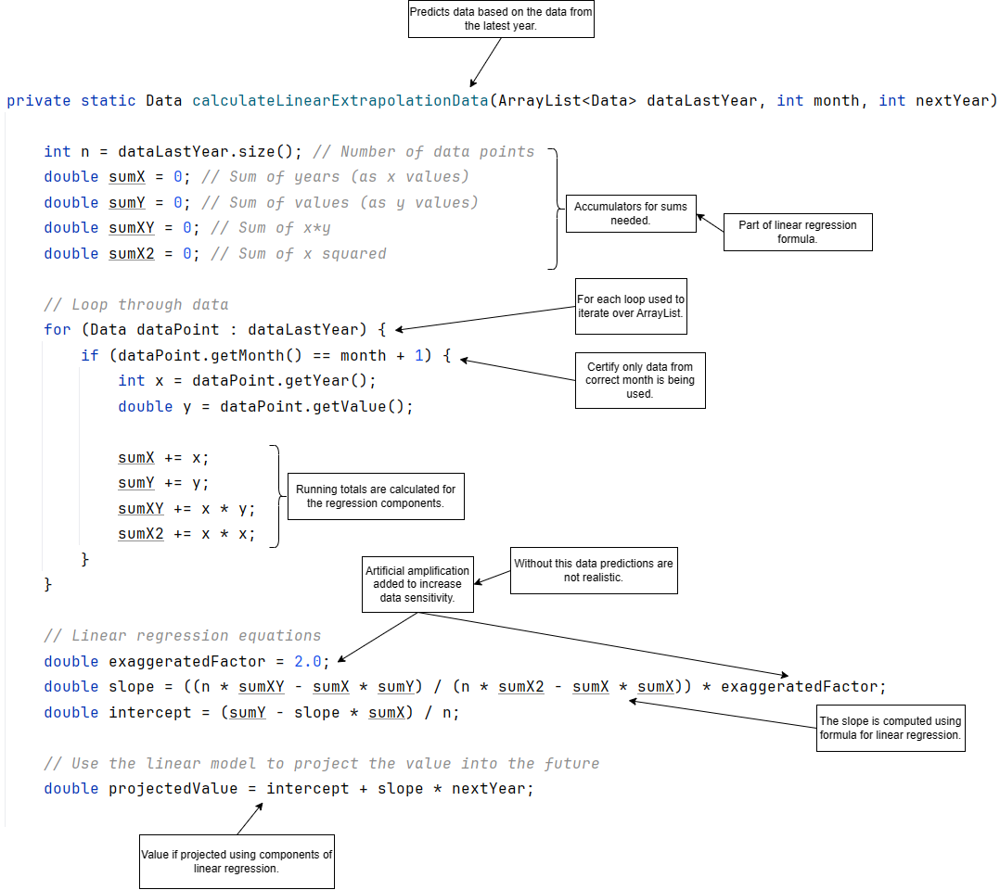 Predicts data based on the data from
the latest year.
private static Data calculateLinearExtrapolationData(ArrayList<Data> dataLastYear, int month, int nextYear)
int n = dataLastYear.size(); // Number of data points
double sumX = 0; // Sum of years (as x values)
double sumY = 0; // Sum of values (as y values)
double sumXY = 0; // Sum of x*y
double sumX2 = 0; // Sum of x squared
Accumulators for sums
needed.
Part of linear regression
formula.
// Loop through data
for (Data dataPoint : dataLastYear) {
For each loop used to
iterate over ArrayList.
if (dataPoint.getMonth() == month + 1) {
int x = dataPoint.getYear();
double y = dataPoint.getValue();
Certify only data from
correct month is being
used.
sumX += x;
sumY += y;
sumXY += x * y;
sumX2 += x * x;
Running totals are calculated for
the regression components.
}
}
Artificial amplification
added to increase
data sensitivity.
Without this data predictions are
not realistic.
// Linear regression equations
double exaggeratedFactor = 2.0;
double slope = ((n * sumXY - sumX * sumY) / (n * sumX2 - sumX * sumX)) * exaggeratedFactor;
double intercept = (sumY - slope * sumX) / n;
The slope is computed using
formula for linear regression.
// Use the linear model to project the value into the future
double projectedValue = intercept + slope * nextYear;
Value if projected using components of
linear regression.